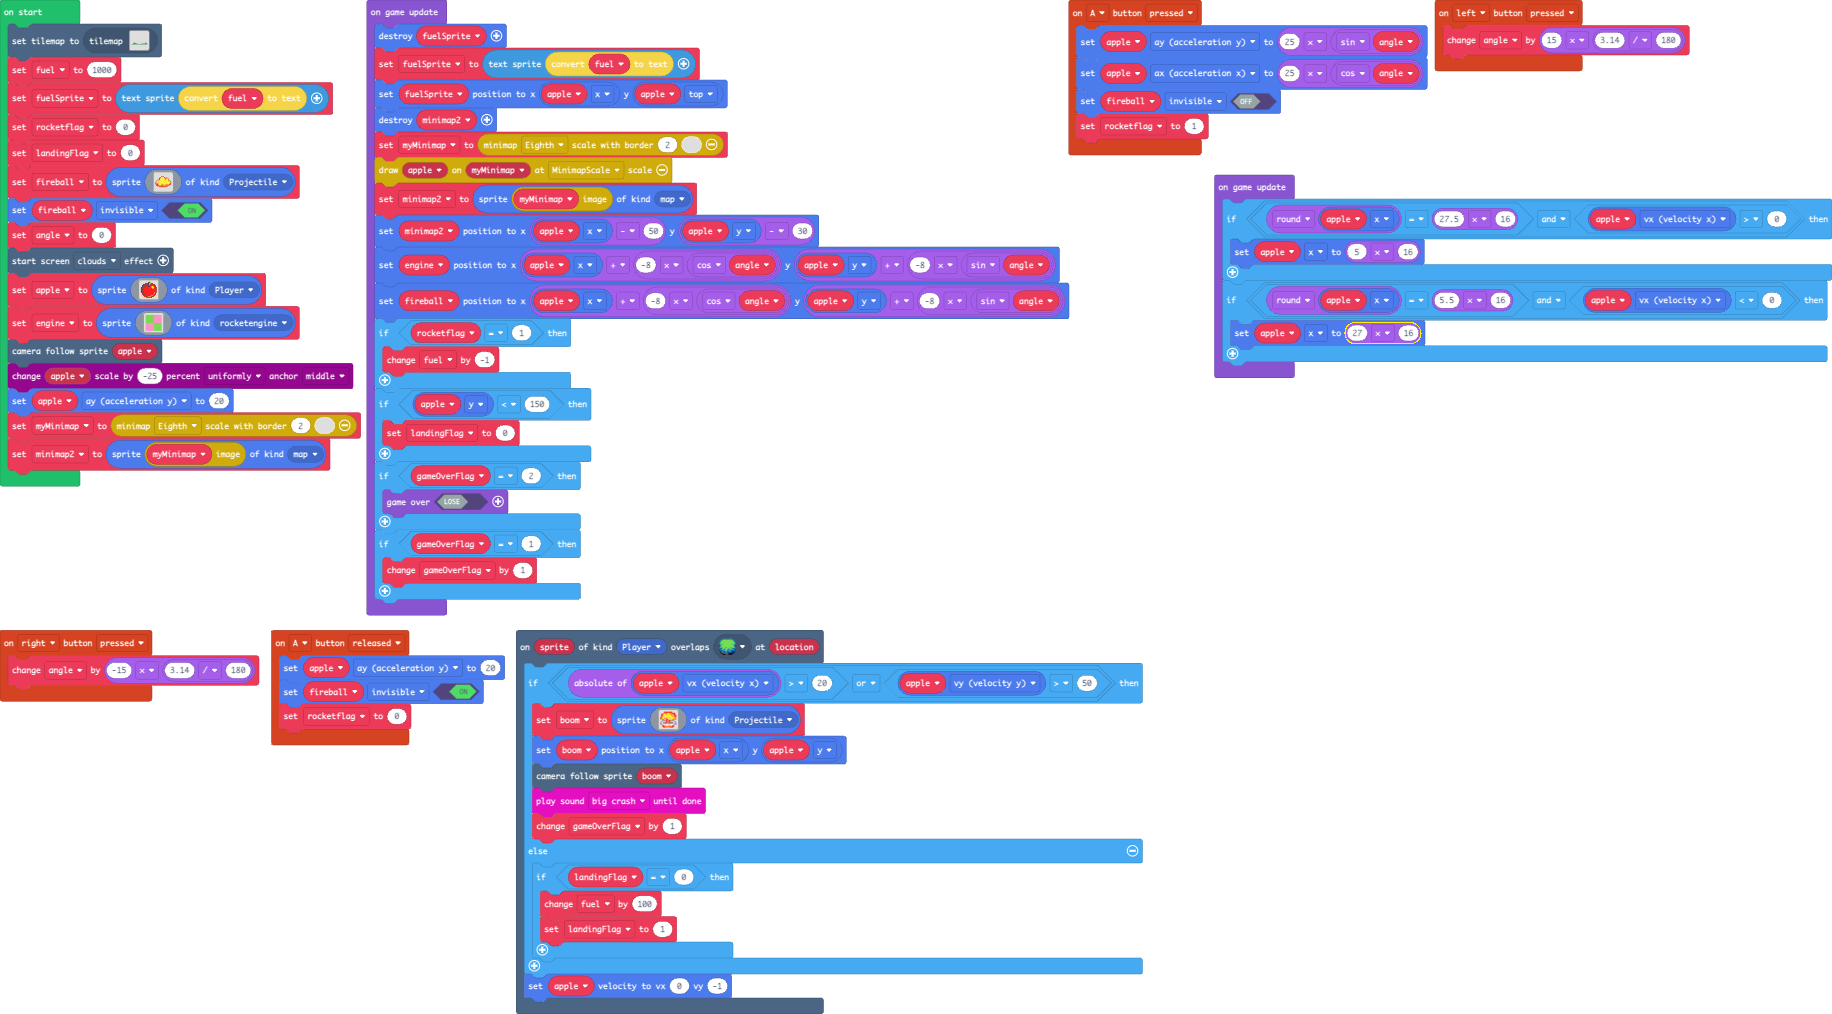 on start
set tilemap to tilemap
set fuel to 1000
set fuelSprite to text sprite convert fuel to text
set rocketflag to 0
set landingFlag to 0
set fireball to sprite of kind Projectile
set fireball invisible ON
set angle to 0
start screen clouds effect
set apple to sprite of kind Player
set engine to sprite of kind rocketengine
camera follow sprite apple
change apple scale by -25 percent uniformly anchor middle
set apple ay (acceleration y) to 20
set myMinimap to minimap Eighth scale with border 2
set minimap2 to sprite myMinimap image of kind map
on game update
destroy fuelSprite
set fuelSprite to text sprite convert fuel to text
set fuelSprite position to x apple x y apple top
destroy minimap2
set myMinimap to minimap Eighth scale with border 2
draw apple on myMinimap at MinimapScale scale
set minimap2 to sprite myMinimap image of kind map
set minimap2 position to x apple x - 50 y apple y - 30
set engine position to x apple x + -8 × cos angle y apple y + -8 × sin angle
set fireball position to x apple x + -8 × cos angle y apple y + -8 × sin angle
if rocketflag = 1 then
change fuel by -1
if apple y < 150 then
set landingFlag to 0
if gameOverFlag = 2 then
game over LOSE
if gameOverFlag = 1 then
change gameOverFlag by 1
on A button pressed
set apple ay (acceleration y) to 25 × sin angle
set apple ax (acceleration x) to 25 × cos angle
set fireball invisible OFF
set rocketflag to 1
on left button pressed
change angle by 15 × 3.14 / 180
on game update
if round apple x = 27.5 × 16 and apple vx (velocity x) > 0 then
set apple x to 5 × 16
if round apple x = 5.5 × 16 and apple vx (velocity x) < 0 then
set apple x to 27 × 16
on right button pressed
change angle by -15 × 3.14 / 180
on A button released
set apple ay (acceleration y) to 20
set fireball invisible ON
set rocketflag to 0
on sprite of kind Player overlaps at location
if absolute of apple vx (velocity x) > 20 or apple vy (velocity y) > 50 then
set boom to sprite of kind Projectile
set boom position to x apple x y apple y
camera follow sprite boom
play sound big crash until done
change gameOverFlag by 1
else
if landingFlag = 0 then
change fuel by 100
set landingFlag to 1
set apple velocity to vx 0 vy -1